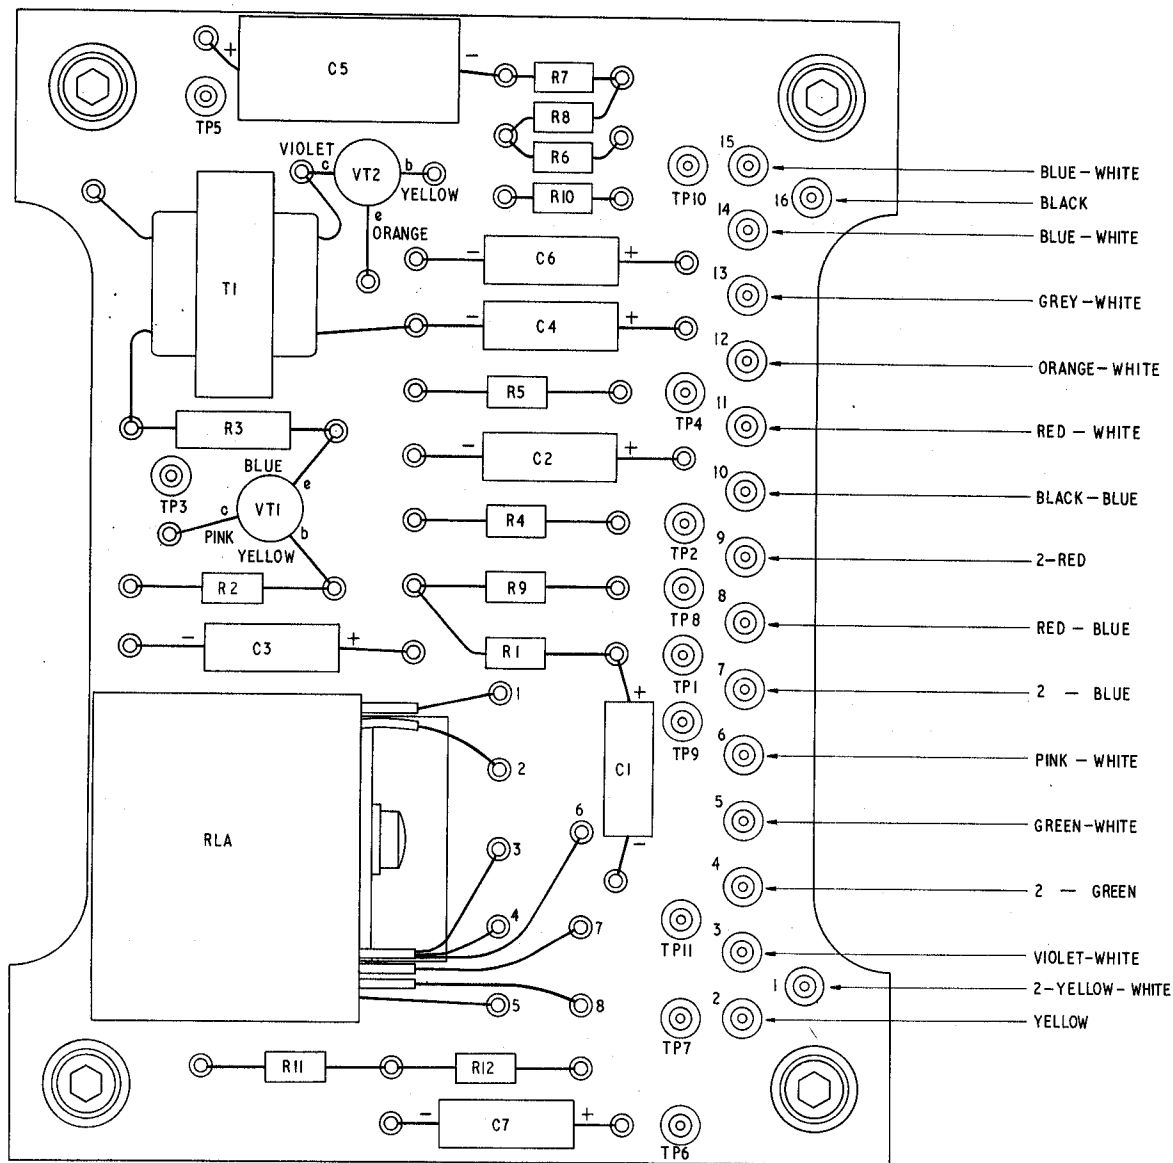 +
C5
−
R7
TP5
R8
VIOLET
c
VT2
b
YELLOW
R6
15
BLUE-WHITE
TP10
16
BLACK
e
R10
ORANGE
14
BLUE-WHITE
−
C6
+
T1
13
GREY-WHITE
−
C4
+
12
ORANGE-WHITE
R5
TP4
11
RED-WHITE
R3
BLUE
−
C2
+
10
BLACK-BLUE
TP3
e
c
VT1
b
PINK
YELLOW
R4
TP2
9
2-RED
R2
R9
TP8
8
RED-BLUE
−
C3
+
R1
TP1
7
2 - BLUE
1
+
TP9
6
PINK-WHITE
2
C1
5
GREEN-WHITE
RLA
6
3
−
4
2 - GREEN
4
7
TP11
3
VIOLET-WHITE
1
2-YELLOW-WHITE
5
8
TP7
2
YELLOW
R11
R12
−
C7
+
TP6